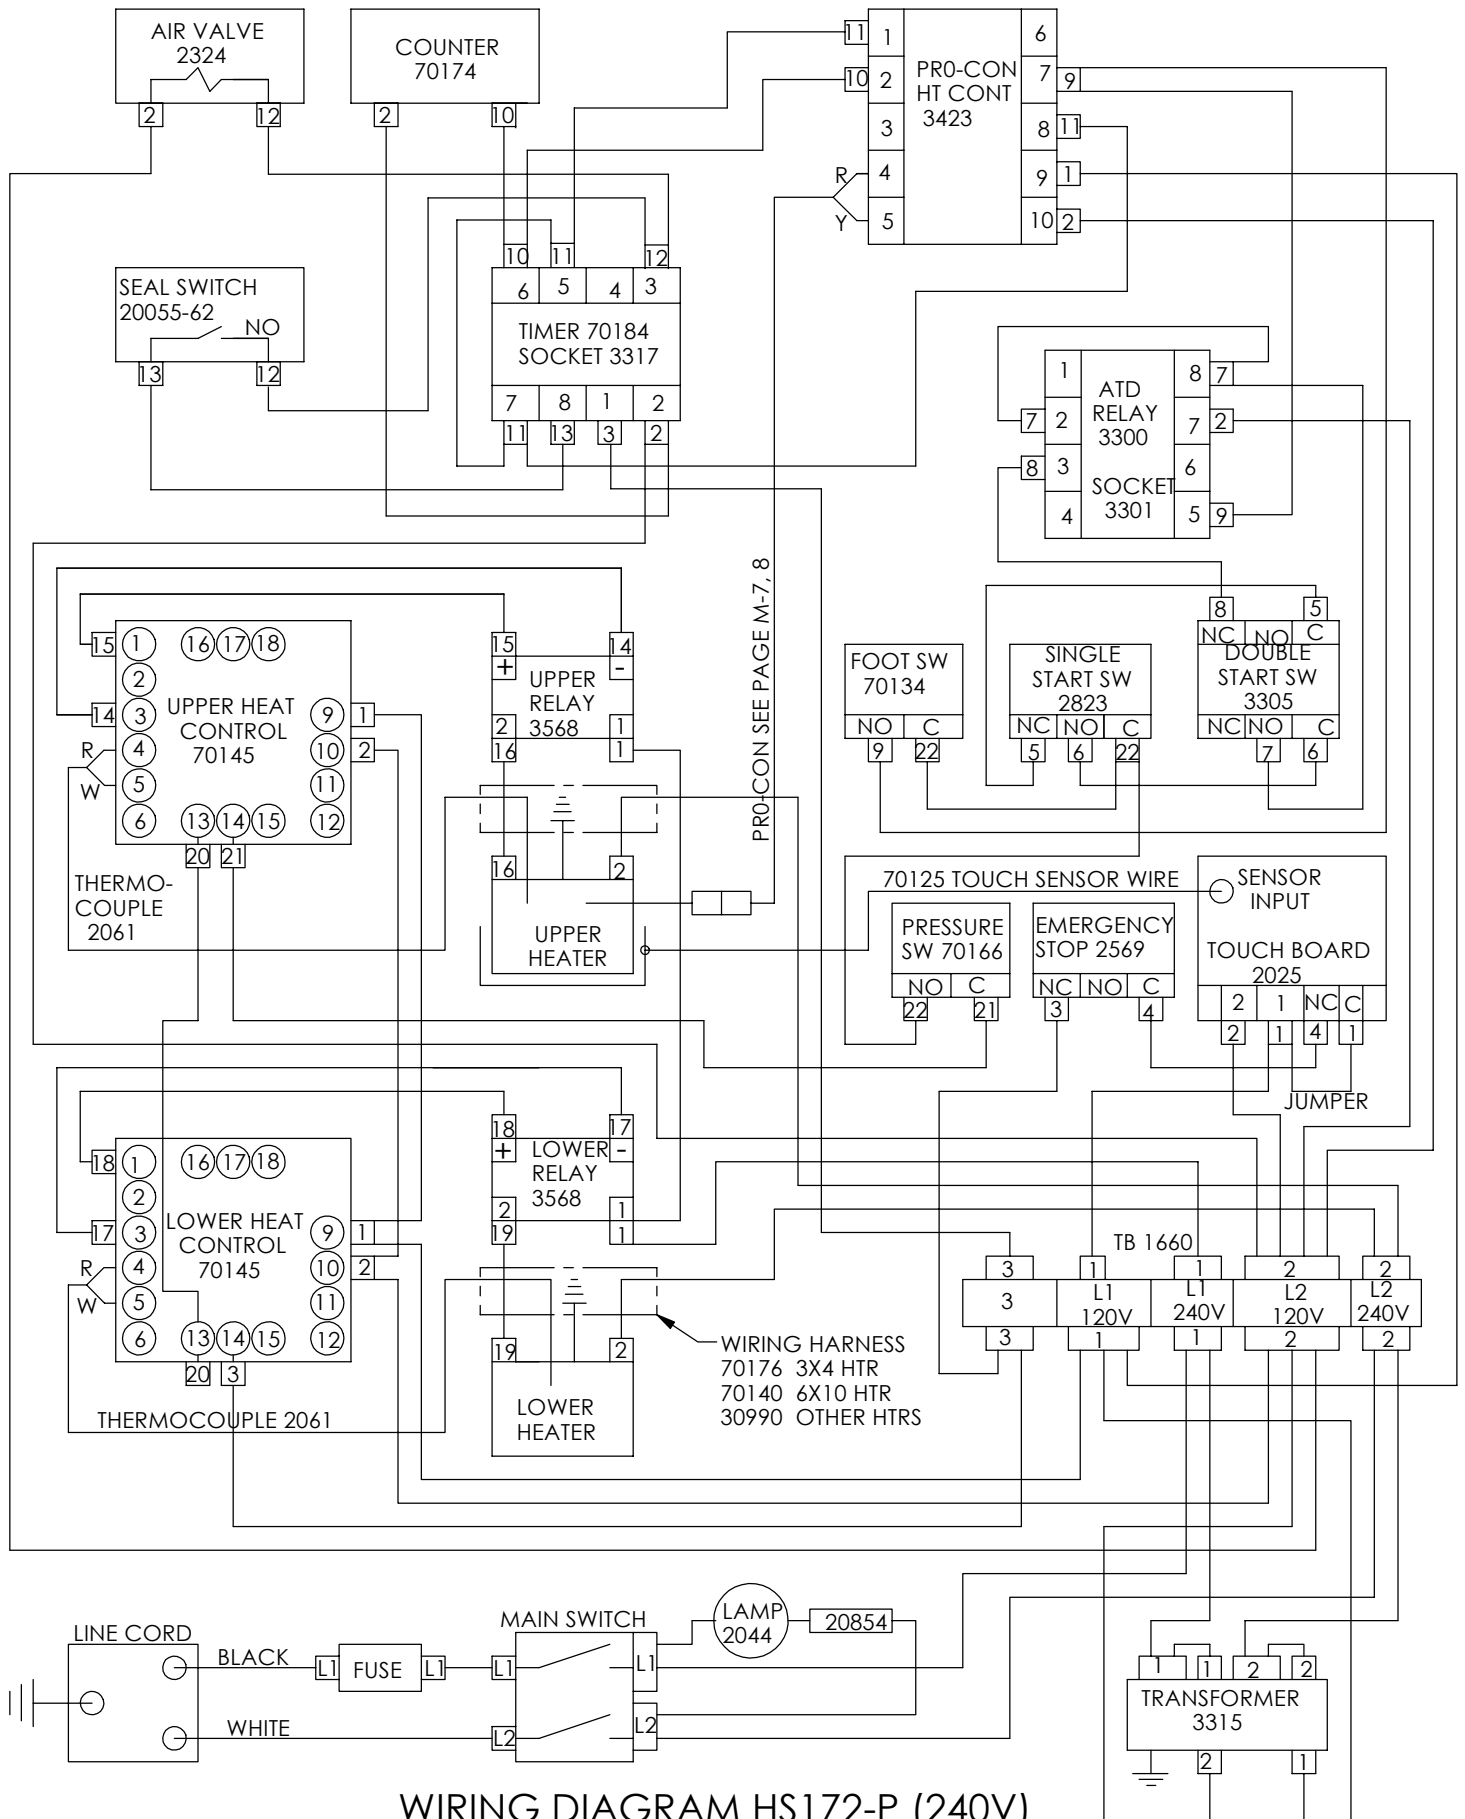 AIR VALVE
2324
2
12
COUNTER
70174
2
10
11
10
1
2
3
4
5
PR0-CON
HT CONT
3423
6
7
8
9
10
9
11
1
2
R
Y
SEAL SWITCH
20055-62
NO
13
12
10
11
12
6
5
4
3
TIMER 70184
SOCKET 3317
7
8
1
2
11
13
3
2
1
2
3
4
7
8
ATD
RELAY
3300
SOCKET
3301
8
7
6
5
7
2
9
PR0-CON SEE PAGE M-7, 8
15
14
1
2
3
4
5
6
16
17
18
UPPER HEAT
CONTROL
70145
9
10
11
12
1
2
R
W
13
14
15
20
21
THERMO-
COUPLE
2061
15
14
+
-
UPPER
RELAY
3568
2
1
16
1
16
2
UPPER
HEATER
FOOT SW
70134
NO
C
9
22
SINGLE
START SW
2823
NC
NO
C
5
6
22
8
5
NC
NO
C
DOUBLE
START SW
3305
NC
NO
C
7
6
70125 TOUCH SENSOR WIRE
SENSOR
INPUT
TOUCH BOARD
2025
2
1
NC
C
2
1
4
1
JUMPER
PRESSURE
SW 70166
NO
C
22
21
EMERGENCY
STOP 2569
NC
NO
C
3
4
18
17
1
2
3
4
5
6
16
17
18
LOWER HEAT
CONTROL
70145
9
10
11
12
1
2
R
W
13
14
15
20
3
THERMOCOUPLE 2061
18
17
+
-
LOWER
RELAY
3568
2
1
19
1
19
2
LOWER
HEATER
WIRING HARNESS
70176 3X4 HTR
70140 6X10 HTR
30990 OTHER HTRS
TB 1660
3
1
1
2
2
3
L1
120V
L1
240V
L2
120V
L2
240V
3
1
1
2
2
LINE CORD
BLACK
WHITE
L1
FUSE
L1
MAIN SWITCH
L1
L1
L2
L2
LAMP
2044
20854
1
1
2
2
TRANSFORMER
3315
2
1
WIRING DIAGRAM HS172-P (240V)